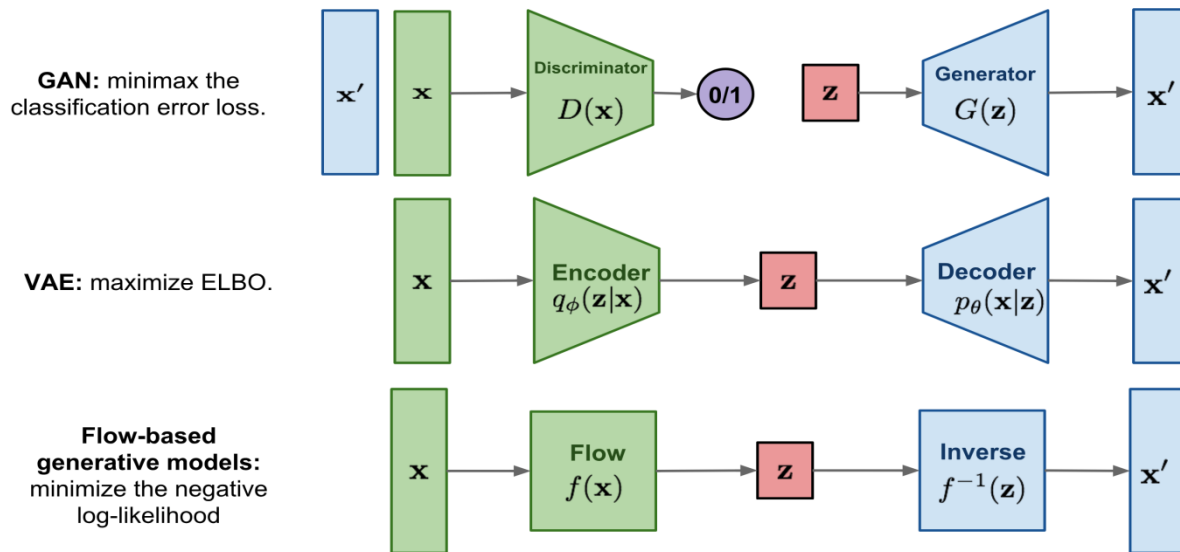 GAN: minimax the
classification error loss.
x′
x
Discriminator
D(x)
0/1
z
Generator
G(z)
x′
VAE: maximize ELBO.
x
Encoder
qϕ(z|x)
z
Decoder
pθ(x|z)
x′
Flow-based
generative models:
minimize the negative
log-likelihood
x
Flow
f(x)
z
Inverse
f⁻¹(z)
x′